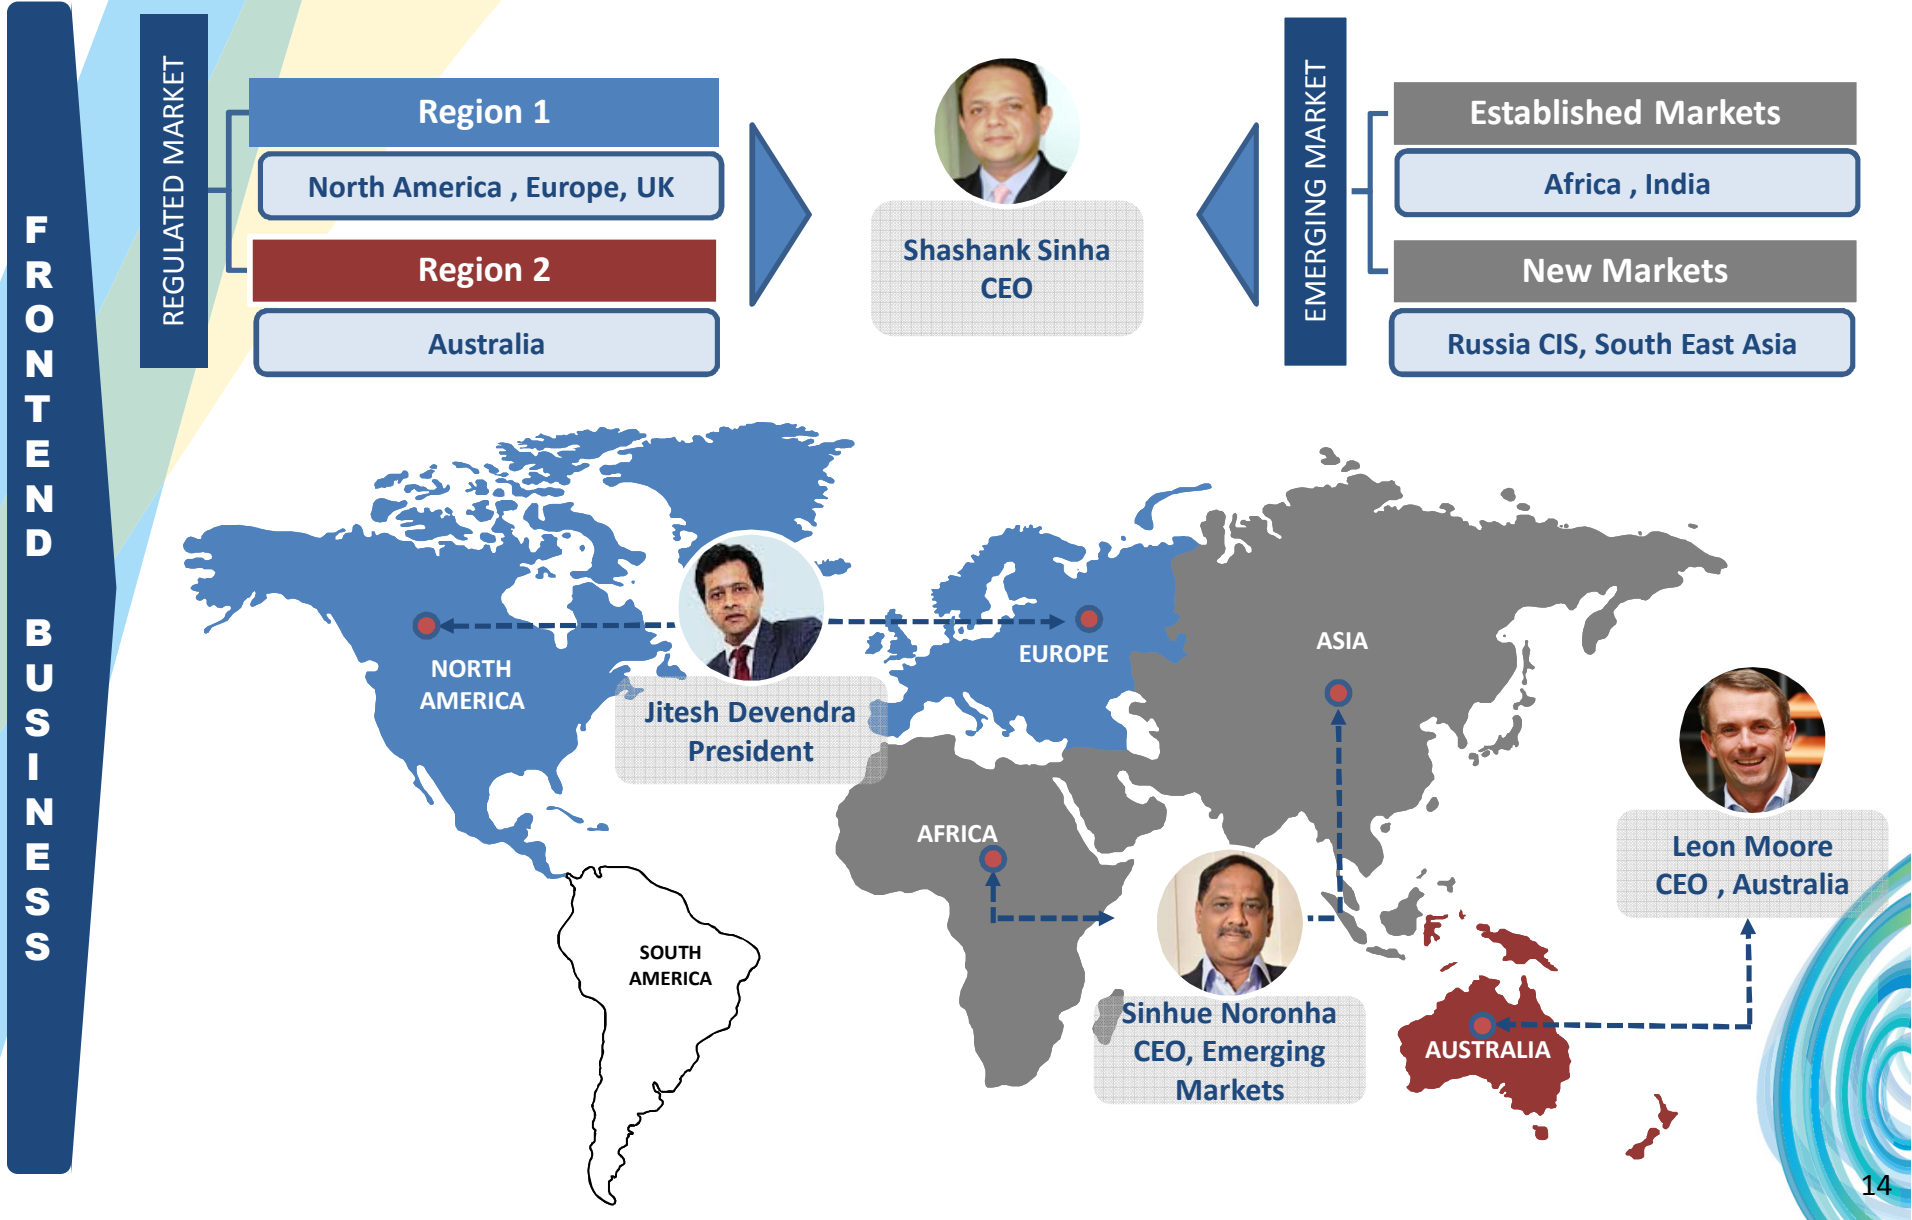 FRONTEND BUSINESS
REGULATED MARKET
Region 1
North America , Europe, UK
Region 2
Australia
Shashank Sinha
CEO
EMERGING MARKET
Established Markets
Africa , India
New Markets
Russia CIS, South East Asia
NORTH
AMERICA
Jitesh Devendra
President
EUROPE
ASIA
AFRICA
SOUTH
AMERICA
Sinhue Noronha
CEO, Emerging
Markets
Leon Moore
CEO , Australia
AUSTRALIA
14